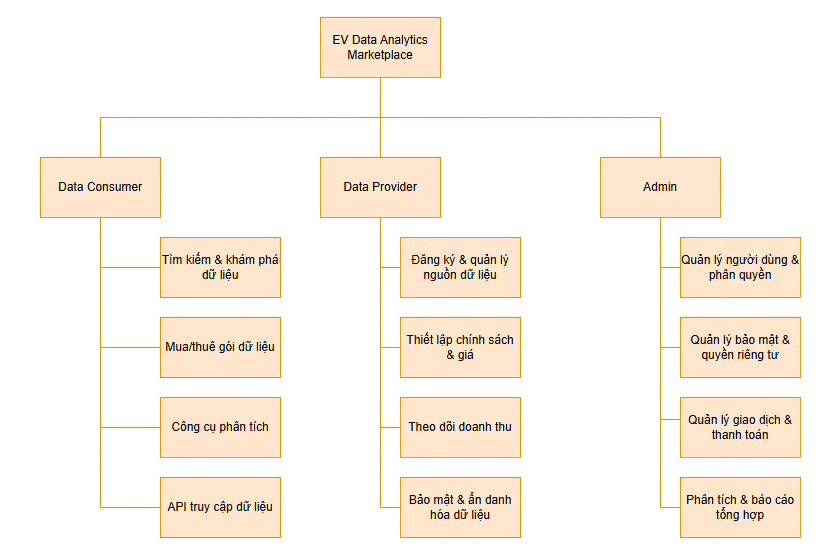 EV Data Analytics
Marketplace
Data Consumer
Data Provider
Admin
Tìm kiếm & khám phá
dữ liệu
Đăng ký & quản lý
nguồn dữ liệu
Quản lý người dùng &
phân quyền
Mua/thuê gói dữ liệu
Thiết lập chính sách
& giá
Quản lý bảo mật &
quyền riêng tư
Công cụ phân tích
Theo dõi doanh thu
Quản lý giao dịch &
thanh toán
API truy cập dữ liệu
Bảo mật & ẩn danh
hóa dữ liệu
Phân tích & báo cáo
tổng hợp